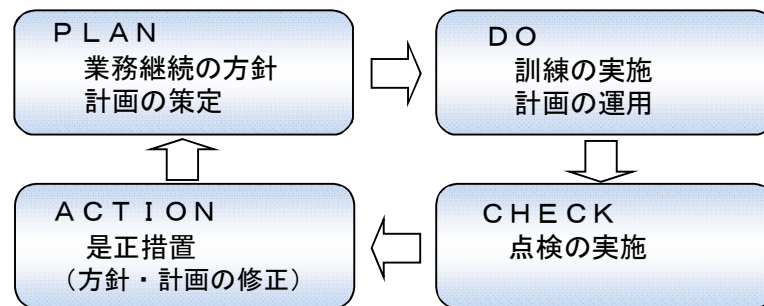 ＰＬＡＮ
業務継続の方針
計画の策定
ＤＯ
訓練の実施
計画の運用
ＣＨＥＣＫ
点検の実施
ＡＣＴＩＯＮ
是正措置
（方針・計画の修正）